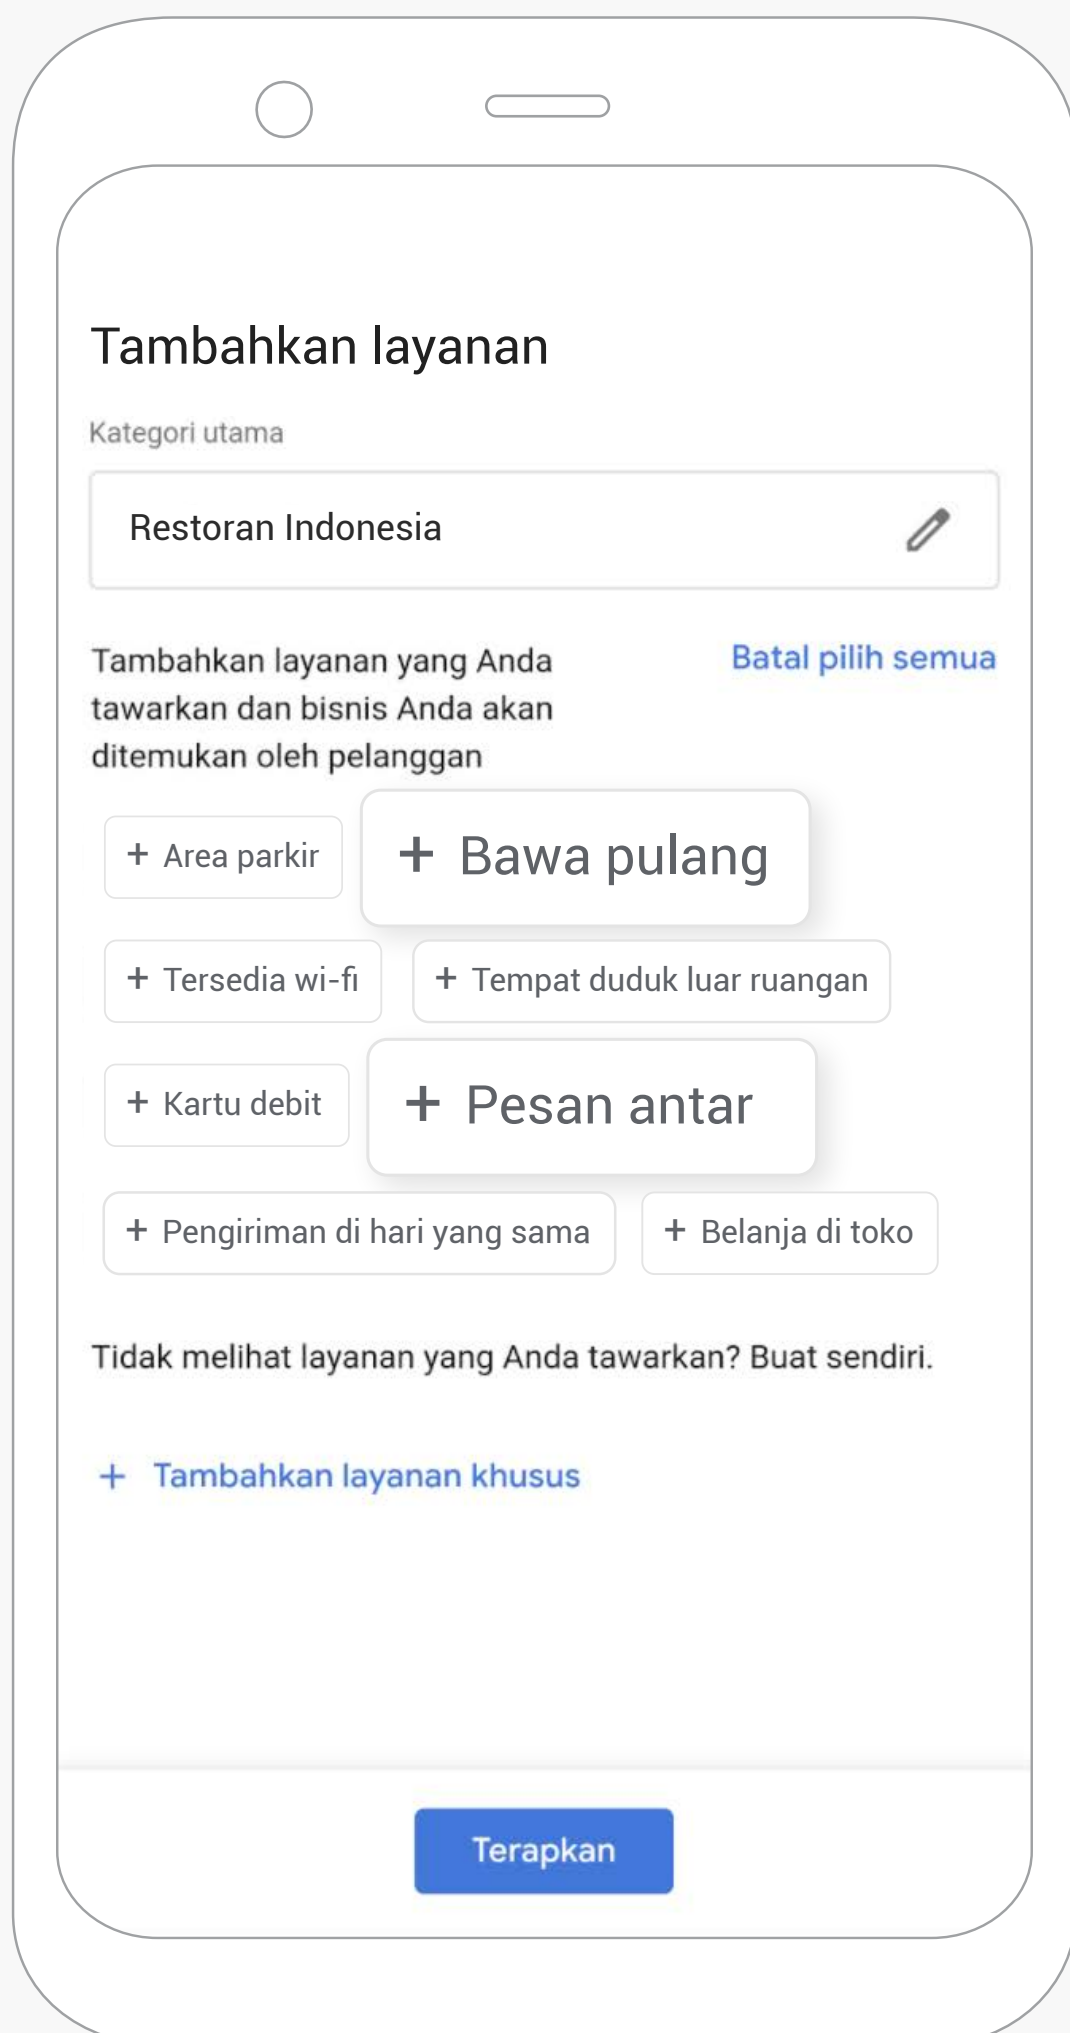 Tambahkan layanan
Kategori utama
Restoran Indonesia
Tambahkan layanan yang Anda
tawarkan dan bisnis Anda akan
ditemukan oleh pelanggan
Batal pilih semua
+ Area parkir
+ Bawa pulang
+ Tersedia wi-fi
+ Tempat duduk luar ruangan
+ Kartu debit
+ Pesan antar
+ Pengiriman di hari yang sama
+ Belanja di toko
Tidak melihat layanan yang Anda tawarkan? Buat sendiri.
+ Tambahkan layanan khusus
Terapkan